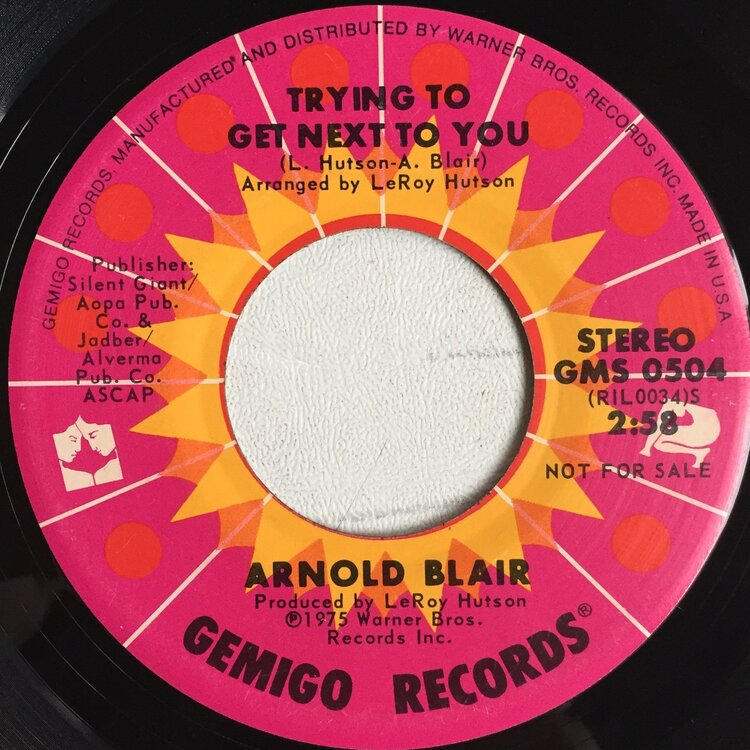 GEMIGO RECORDS. MANUFACTURED AND DISTRIBUTED BY WARNER BROS. RECORDS INC. MADE IN U.S.A
TRYING TO
GET NEXT TO YOU
(L. Hutson-A. Blair)
Arranged by LeRoy Hutson
Publisher:
Silent Giant/
Aopa Pub.
Co. &
Jadber/
Alverma
Pub. Co.
ASCAP
STEREO
GMS 0504
(RIL0034)S
2:58
NOT FOR SALE
ARNOLD BLAIR
Produced by LeRoy Hutson
℗1975 Warner Bros.
Records Inc.
GEMIGO RECORDS®